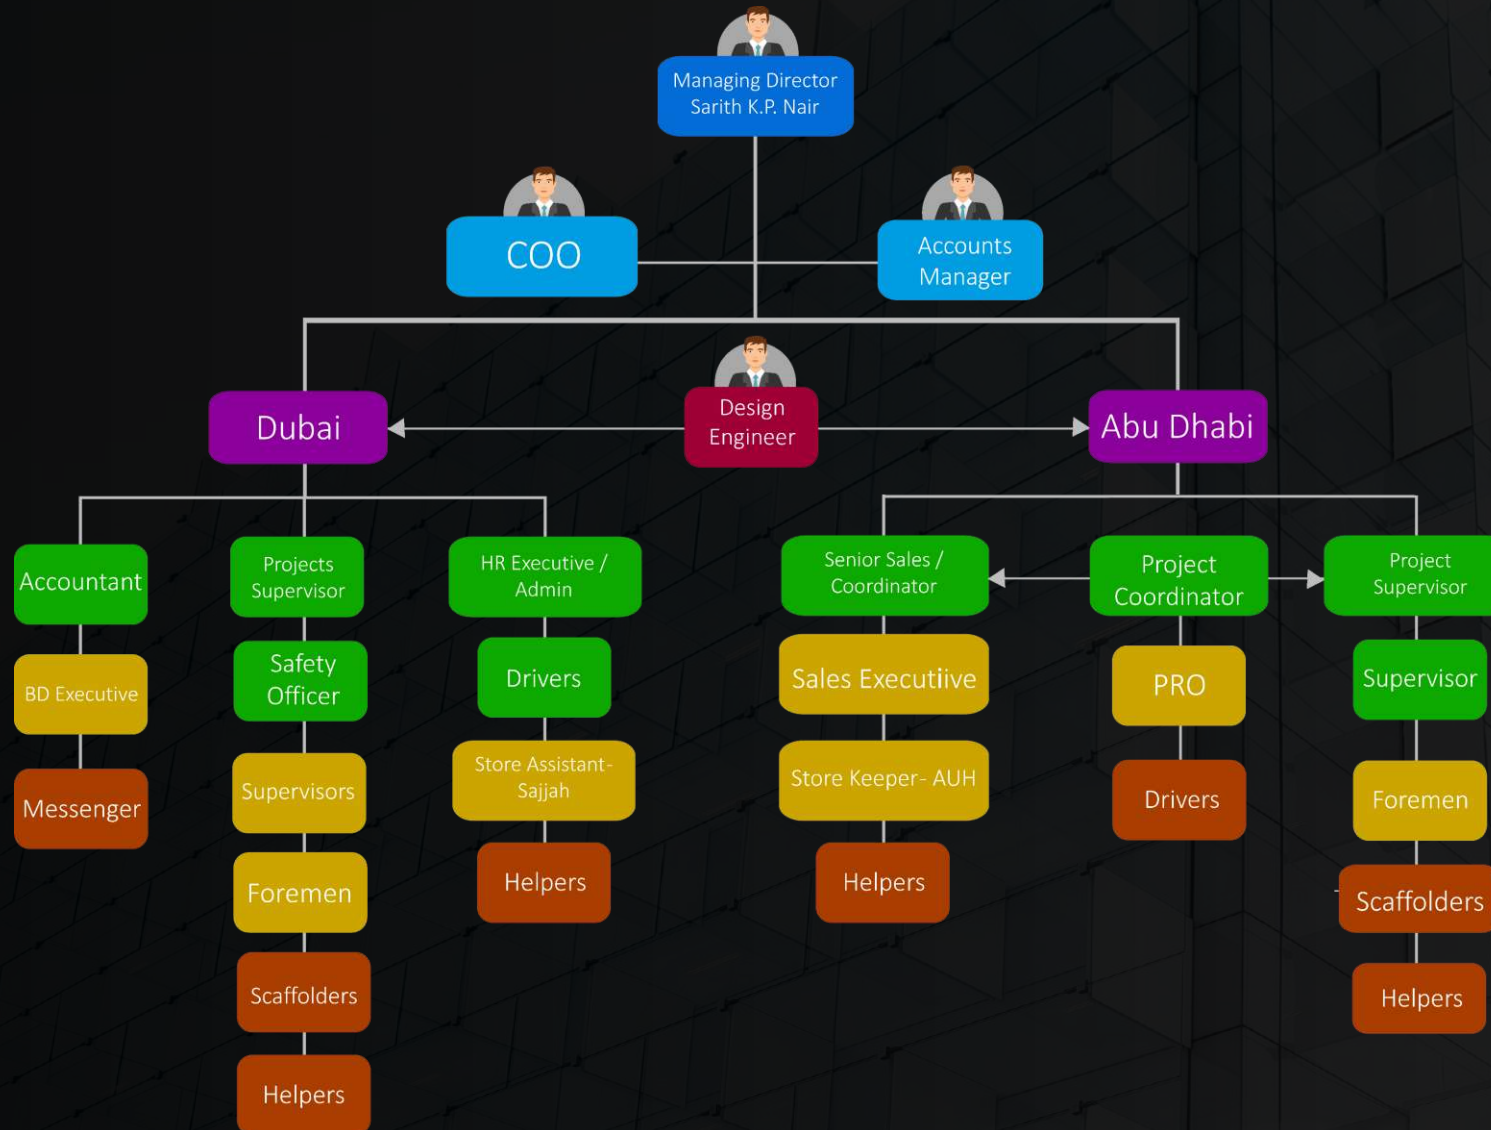 Managing Director
Sarith K.P. Nair
COO
Accounts
Manager
Design
Engineer
Dubai
Abu Dhabi
Accountant
BD Executive
Messenger
Projects
Supervisor
Safety
Officer
Supervisors
Foremen
Scaffolders
Helpers
HR Executive /
Admin
Drivers
Store Assistant-
Sajjah
Helpers
Senior Sales /
Coordinator
Sales Executiive
Store Keeper- AUH
Helpers
Project
Coordinator
PRO
Drivers
Project
Supervisor
Supervisor
Foremen
Scaffolders
Helpers